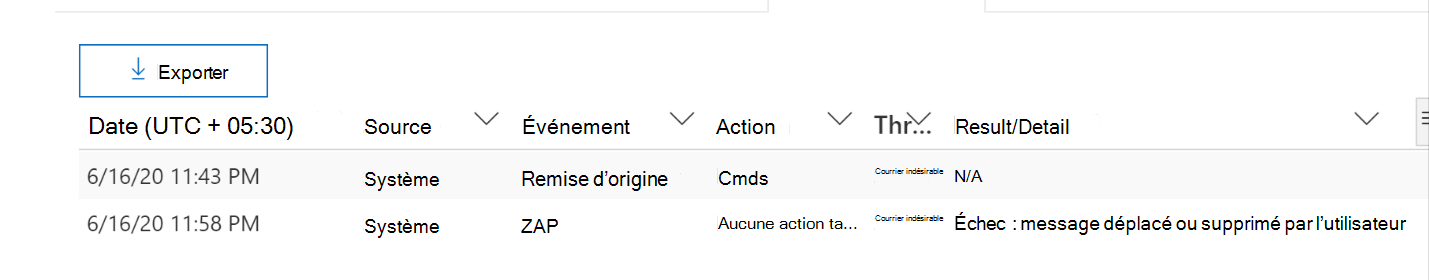 Exporter
Date (UTC + 05:30) Source Événement Action Thr... Result/Detail
6/16/20 11:43 PM Système Remise d'origine Cmds Courrier indésirable N/A
6/16/20 11:58 PM Système ZAP Aucune action ta... Courrier indésirable Échec : message déplacé ou supprimé par l'utilisateur